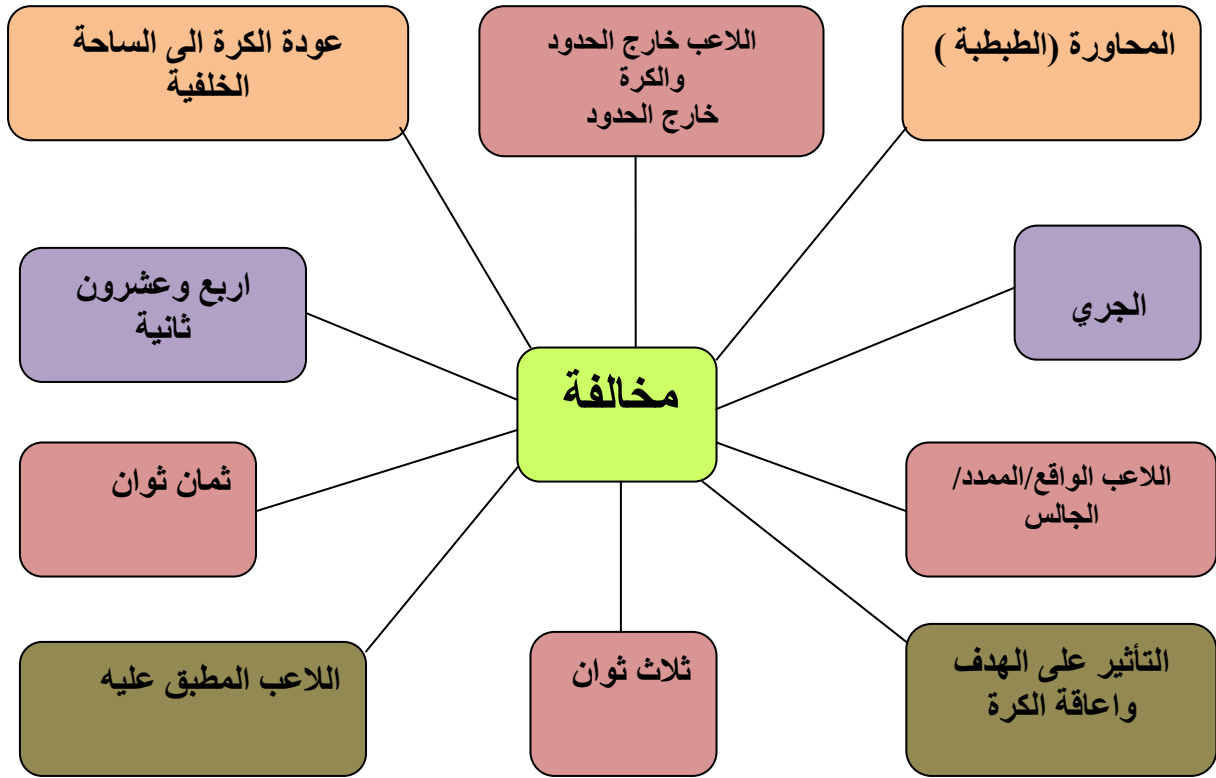 المحاورة (الطبطبة )
اللاعب خارج الحدود
والكرة
خارج الحدود
عودة الكرة الى الساحة
الخلفية
الجري
اربع وعشرون
ثانية
مخالفة
اللاعب الواقع/الممدد/
الجالس
ثمان ثوان
التأثير على الهدف
واعاقة الكرة
ثلاث ثوان
اللاعب المطبق عليه